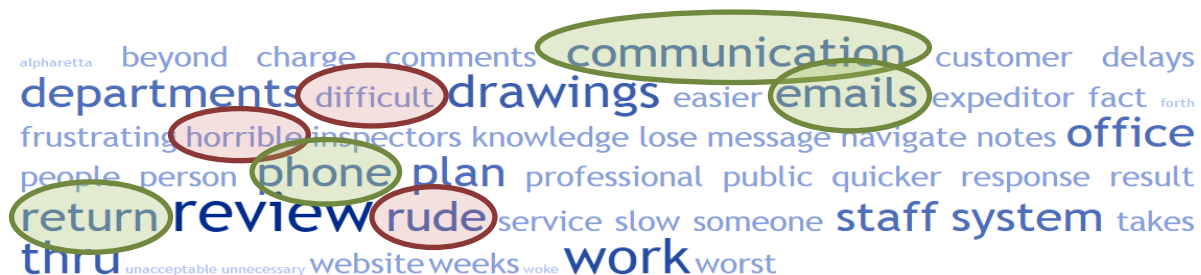 alpharetta beyond charge comments communication customer delays
departments difficult drawings easier emails expeditor fact forth
frustrating horrible inspectors knowledge lose message navigate notes office
people person phone plan professional public quicker response result
return review rude service slow someone staff system takes
thru unacceptable unnecessary website weeks woke work worst